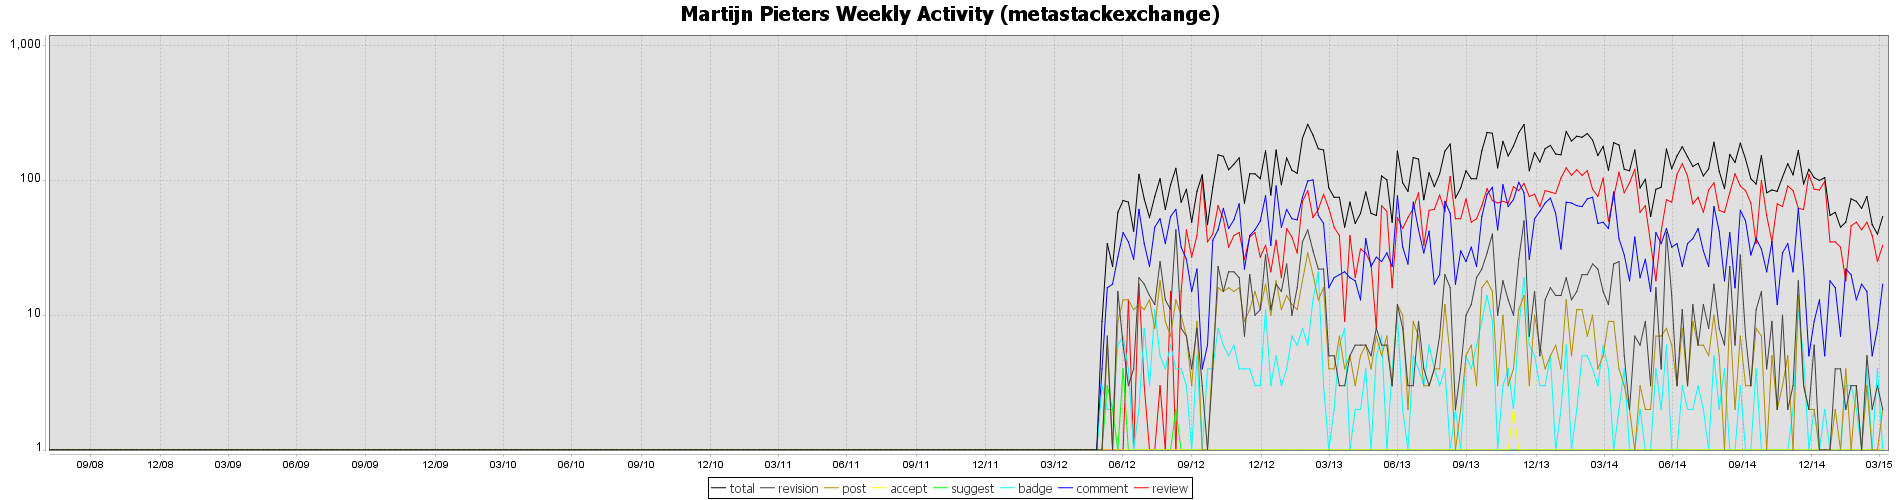 Martijn Pieters Weekly Activity (metastackexchange)
1,000
100
10
1
09/08 12/08 03/09 06/09 09/09 12/09 03/10 06/10 09/10 12/10 03/11 06/11 09/11 12/11 03/12 06/12 09/12 12/12 03/13 06/13 09/13 12/13 03/14 06/14 09/14 12/14 03/15
total revision post accept suggest badge comment review